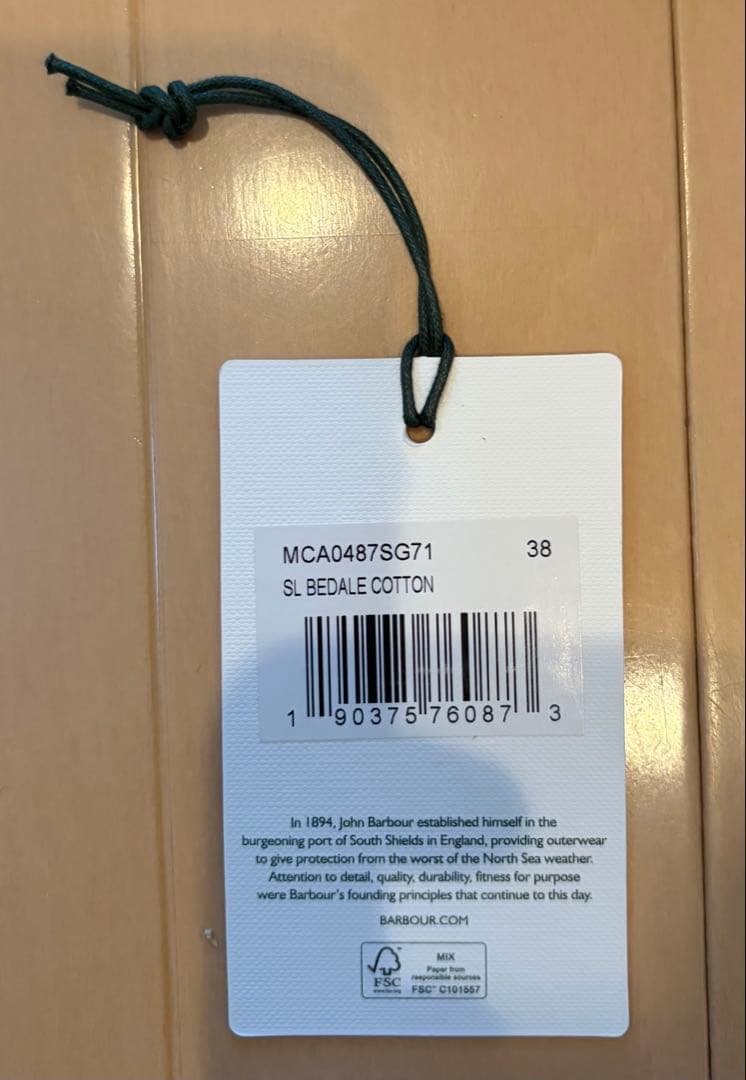 MCA0487SG71 38
SL BEDALE COTTON
1 90375 76087 3
In 1894, John Barbour established himself in the
burgeoning port of South Shields in England, providing outerwear
to give protection from the worst of the North Sea weather.
Attention to detail, quality, durability, fitness for purpose
were Barbour's founding principles that continue to this day.
BARBOUR.COM
MIX
Paper from
responsible sources
FSC™ C101557
FSC
www.fsc.org